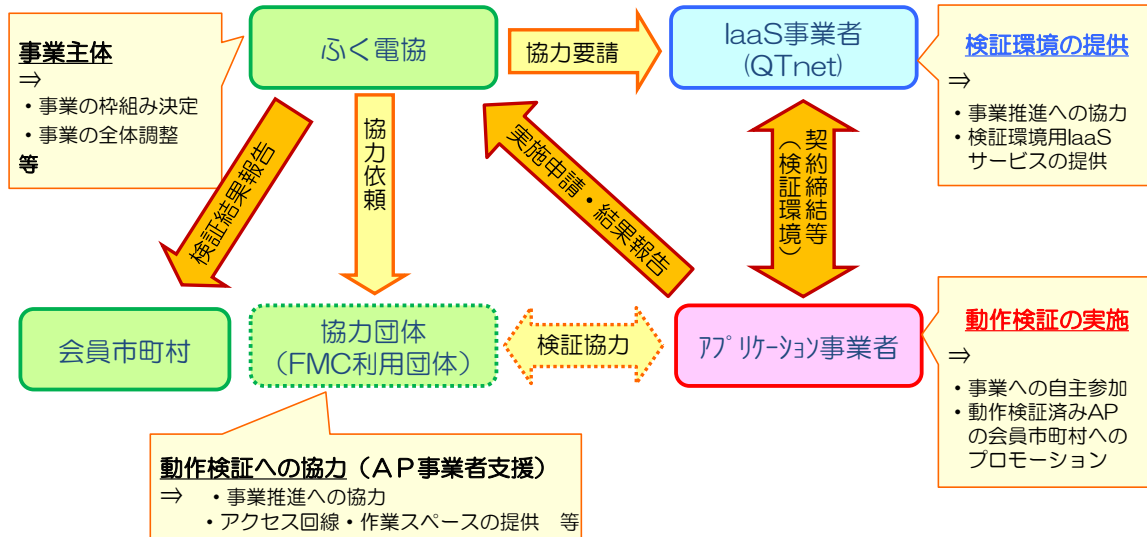 事業主体
⇒
・事業の枠組み決定
・事業の全体調整
等
ふく電協
協力要請
IaaS事業者
(QTnet)
検証環境の提供
⇒
・事業推進への協力
・検証環境用IaaS
サービスの提供
検証結果報告
協力依頼
実施申請・結果報告
契約締結等
（検証環境）
会員市町村
協力団体
（FMC利用団体）
検証協力
ｱﾌﾟﾘｹｰｼｮﾝ事業者
動作検証の実施
⇒
・事業への自主参加
・動作検証済みAP
の会員市町村への
プロモーション
動作検証への協力（ＡＰ事業者支援）
⇒　・事業推進への協力
・アクセス回線・作業スペースの提供　等